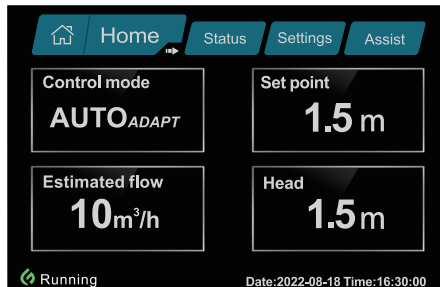 Home Status Settings Assist
Control mode
AUTOADAPT
Set point
1.5 m
Estimated flow
10m³/h
Head
1.5 m
Running
Date:2022-08-18 Time:16:30:00